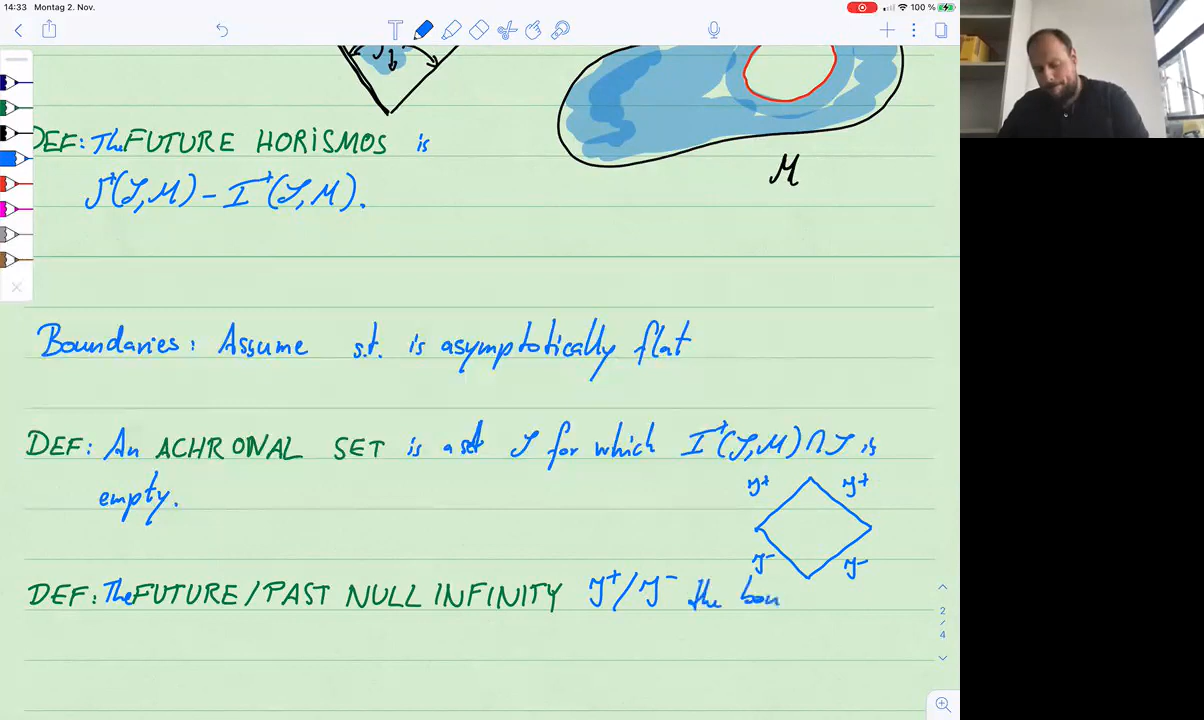 14:33 Montag 2. Nov.
100 %
M
DEF: The FUTURE HORISMOS is
J⁺(S,M) - I⁺(S,M).
Boundaries: Assume s.t. is asymptotically flat
DEF: An ACHRONAL SET is a set S for which I⁺(S,M) ∩ S is
empty.
𝒥⁺ 𝒥⁺
𝒥⁻ 𝒥⁻
DEF: The FUTURE/PAST NULL INFINITY 𝒥⁺/𝒥⁻ the boun
2
/
4